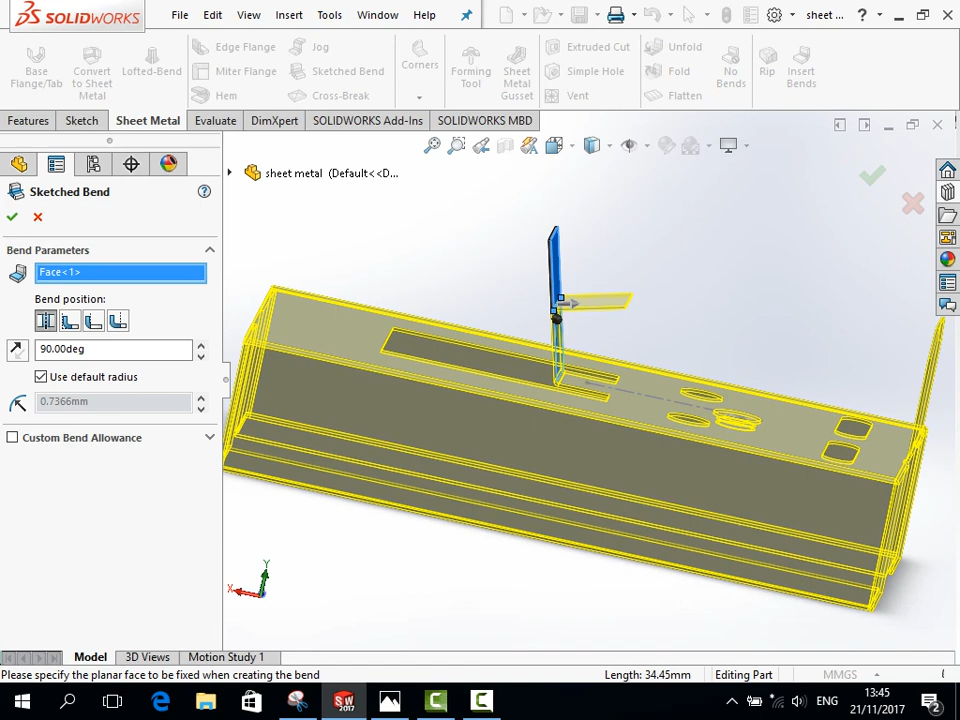 SOLIDWORKS File Edit View Insert Tools Window Help sheet ... ?
Base Flange/Tab Convert to Sheet Metal Lofted-Bend Edge Flange Miter Flange Hem Jog Sketched Bend Cross-Break Corners Forming Tool Sheet Metal Gusset Extruded Cut Simple Hole Vent Unfold Fold Flatten No Bends Rip Insert Bends
Features Sketch Sheet Metal Evaluate DimXpert SOLIDWORKS Add-Ins SOLIDWORKS MBD
sheet metal (Default<<D...
Sketched Bend ?
Bend Parameters
Face<1>
Bend position:
90.00deg
Use default radius
0.7366mm
Custom Bend Allowance
Y
X
Model 3D Views Motion Study 1
Please specify the planar face to be fixed when creating the bend Length: 34.45mm Editing Part MMGS
SW 2017 C C ENG 13:45
21/11/2017 2